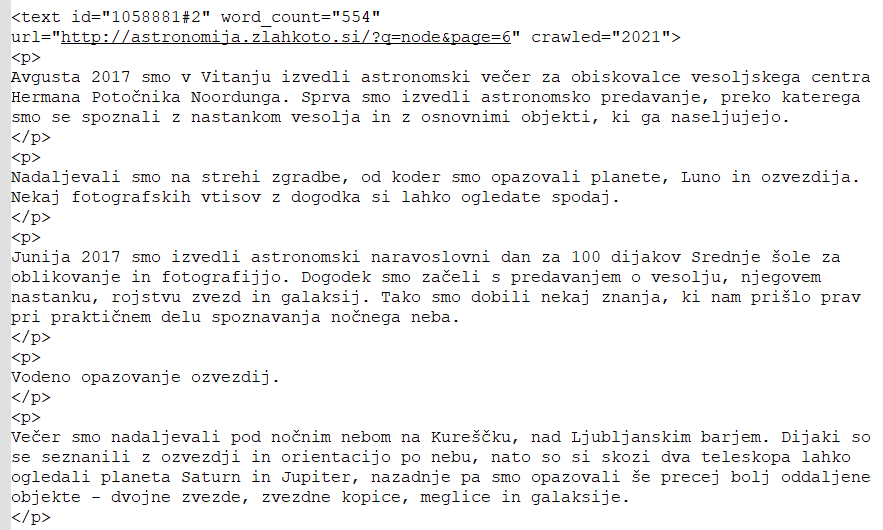 <text id="1058881#2" word_count="554"
url="http://astronomija.zlahkoto.si/?q=node&page=6" crawled="2021">
<p>
Avgusta 2017 smo v Vitanju izvedli astronomski večer za obiskovalce vesoljskega centra
Hermana Potočnika Noordunga. Sprva smo izvedli astronomsko predavanje, preko katerega
smo se spoznali z nastankom vesolja in z osnovnimi objekti, ki ga naseljujejo.
</p>
<p>
Nadaljevali smo na strehi zgradbe, od koder smo opazovali planete, Luno in ozvezdija.
Nekaj fotografskih vtisov z dogodka si lahko ogledate spodaj.
</p>
<p>
Junija 2017 smo izvedli astronomski naravoslovni dan za 100 dijakov Srednje šole za
oblikovanje in fotografijjo. Dogodek smo začeli s predavanjem o vesolju, njegovem
nastanku, rojstvu zvezd in galaksij. Tako smo dobili nekaj znanja, ki nam prišlo prav
pri praktičnem delu spoznavanja nočnega neba.
</p>
<p>
Vodeno opazovanje ozvezdij.
</p>
<p>
Večer smo nadaljevali pod nočnim nebom na Kureščku, nad Ljubljanskim barjem. Dijaki so
se seznanili z ozvezdji in orientacijo po nebu, nato so si skozi dva teleskopa lahko
ogledali planeta Saturn in Jupiter, nazadnje pa smo opazovali še precej bolj oddaljene
objekte – dvojne zvezde, zvezdne kopice, meglice in galaksije.
</p>